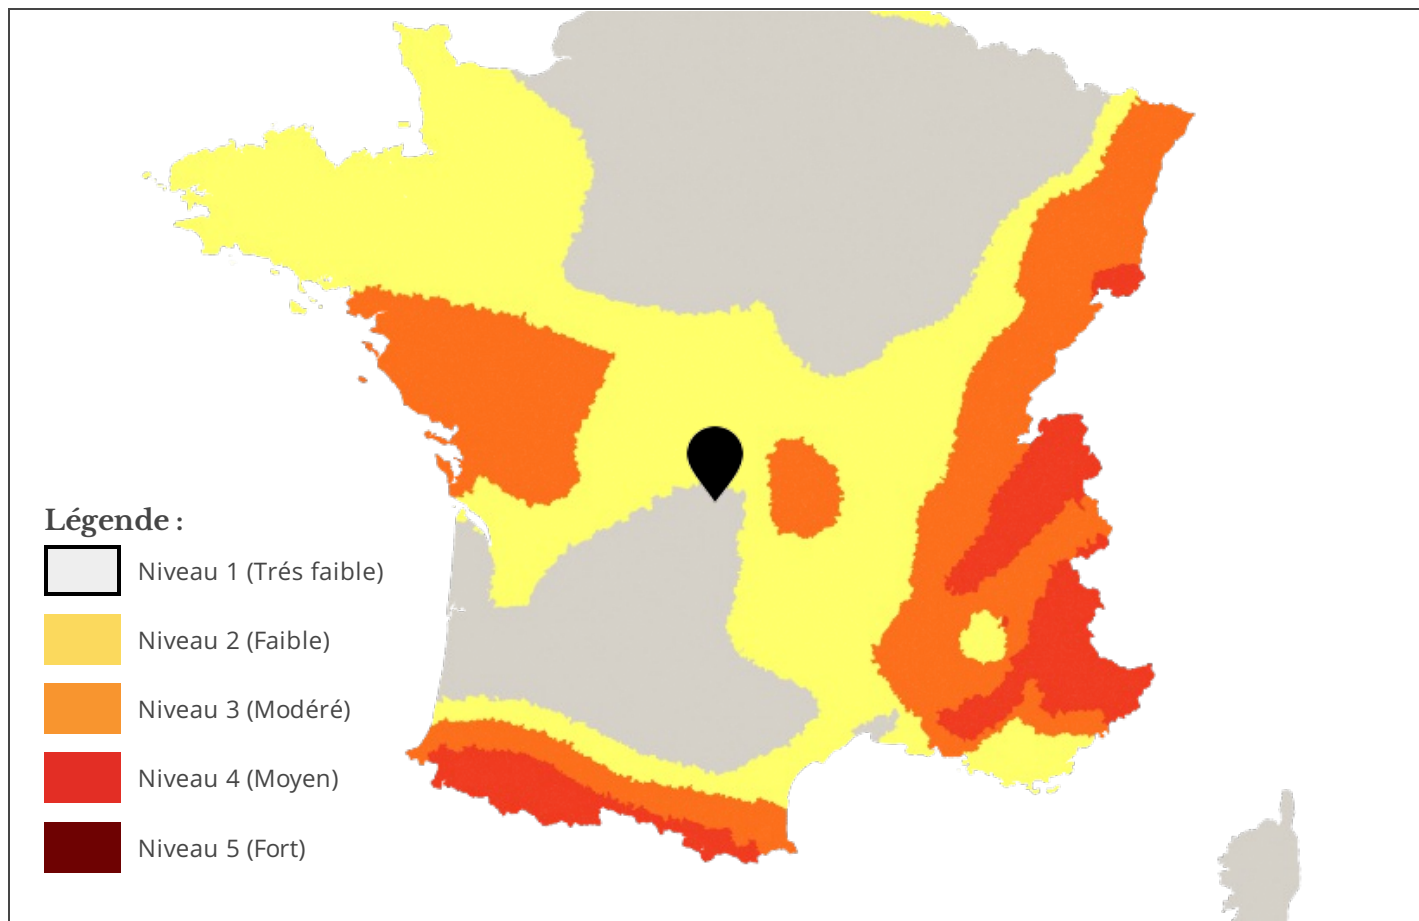 Légende :
Niveau 1 (Trés faible)
Niveau 2 (Faible)
Niveau 3 (Modéré)
Niveau 4 (Moyen)
Niveau 5 (Fort)